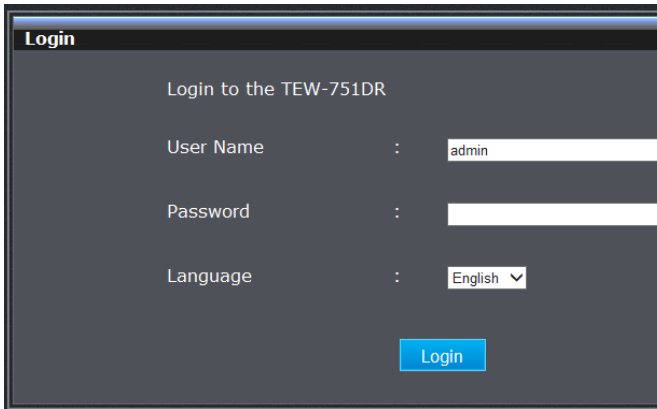 Login
Login to the TEW-751DR
User Name : admin
Password :
Language : English
Login